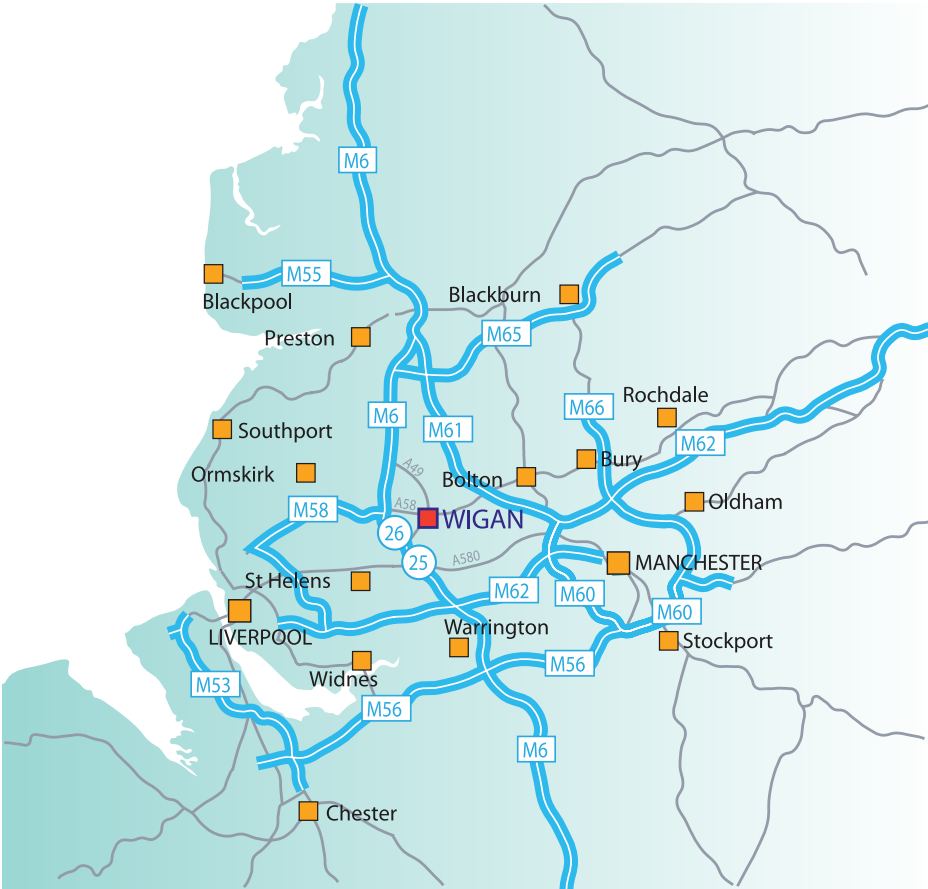 M6
M55
Blackpool
Blackburn
Preston
M65
Rochdale
M66
M6
M61
Southport
M62
Bury
Ormskirk
A49
Bolton
M58
A58
WIGAN
Oldham
26
25
A580
MANCHESTER
St Helens
M62
M60
M60
LIVERPOOL
Warrington
Stockport
M56
Widnes
M53
M56
M6
Chester